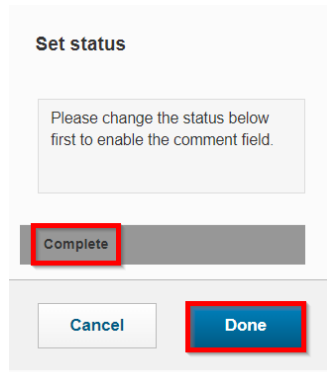 Set status
Please change the status below
first to enable the comment field.
Complete
Cancel
Done